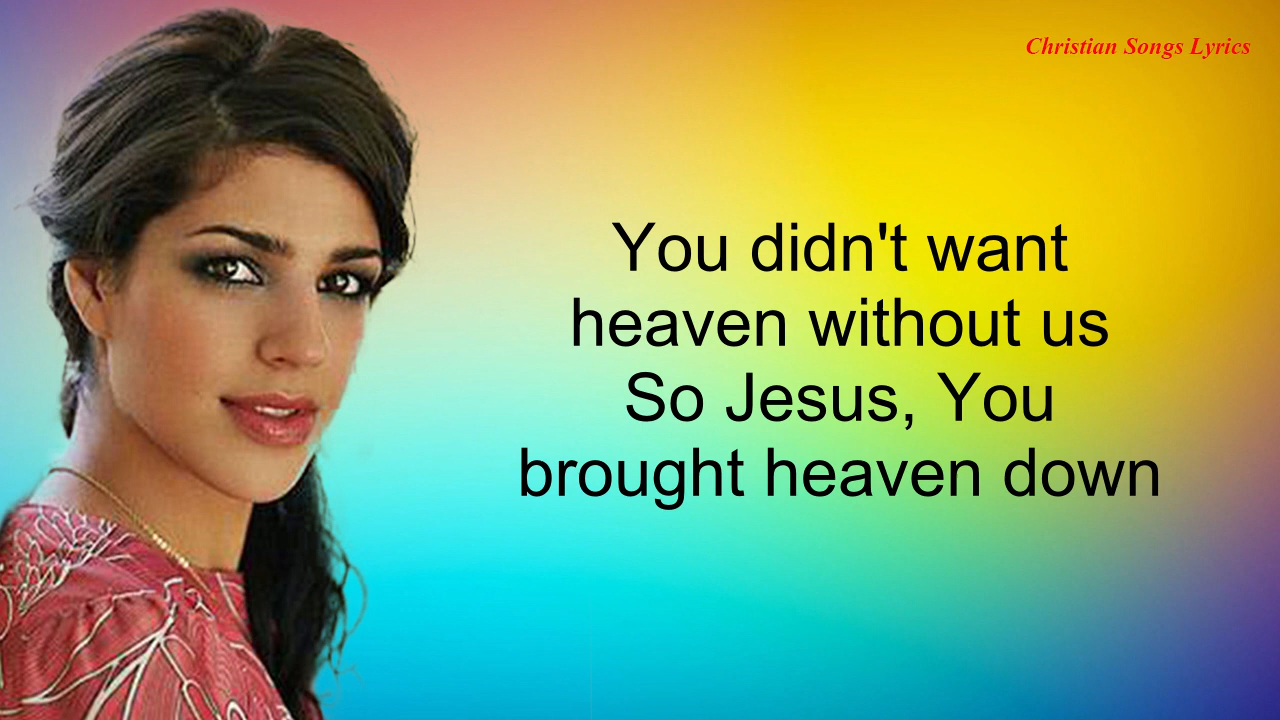 Christian Songs Lyrics
You didn't want
heaven without us
So Jesus, You
brought heaven down